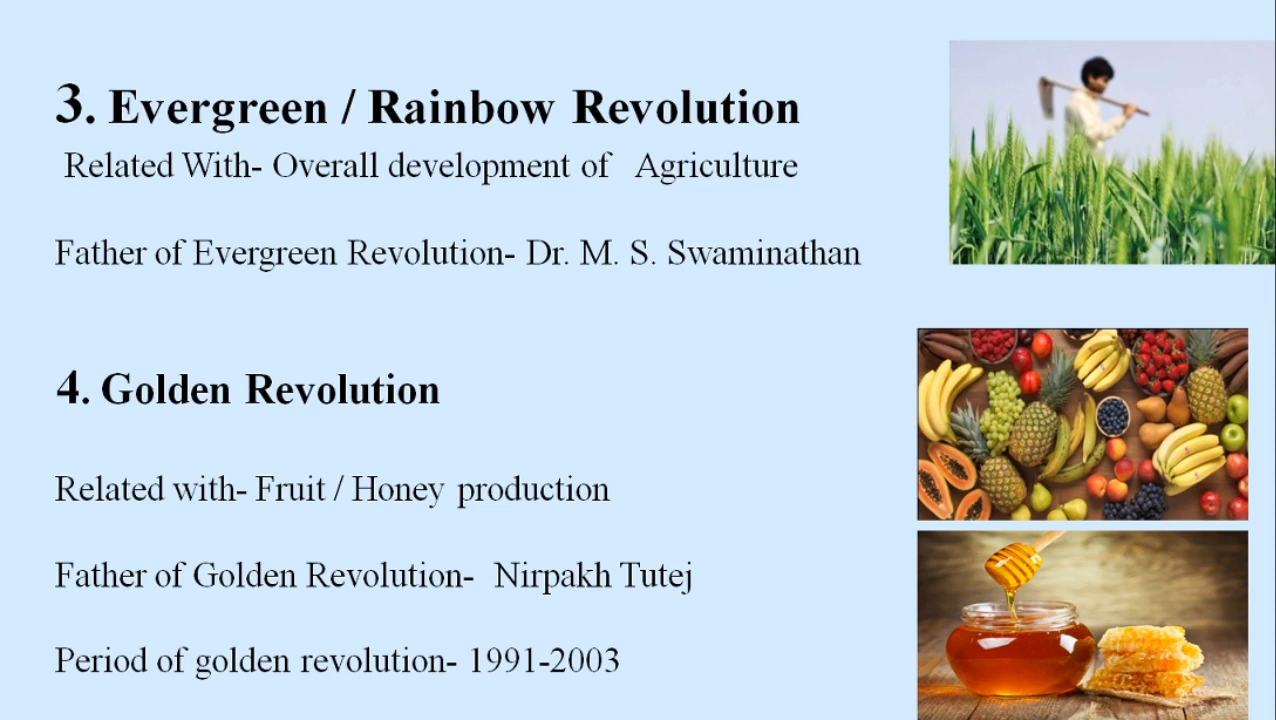 3. Evergreen / Rainbow Revolution
Related With- Overall development of Agriculture
Father of Evergreen Revolution- Dr. M. S. Swaminathan
4. Golden Revolution
Related with- Fruit / Honey production
Father of Golden Revolution- Nirpakh Tutej
Period of golden revolution- 1991-2003